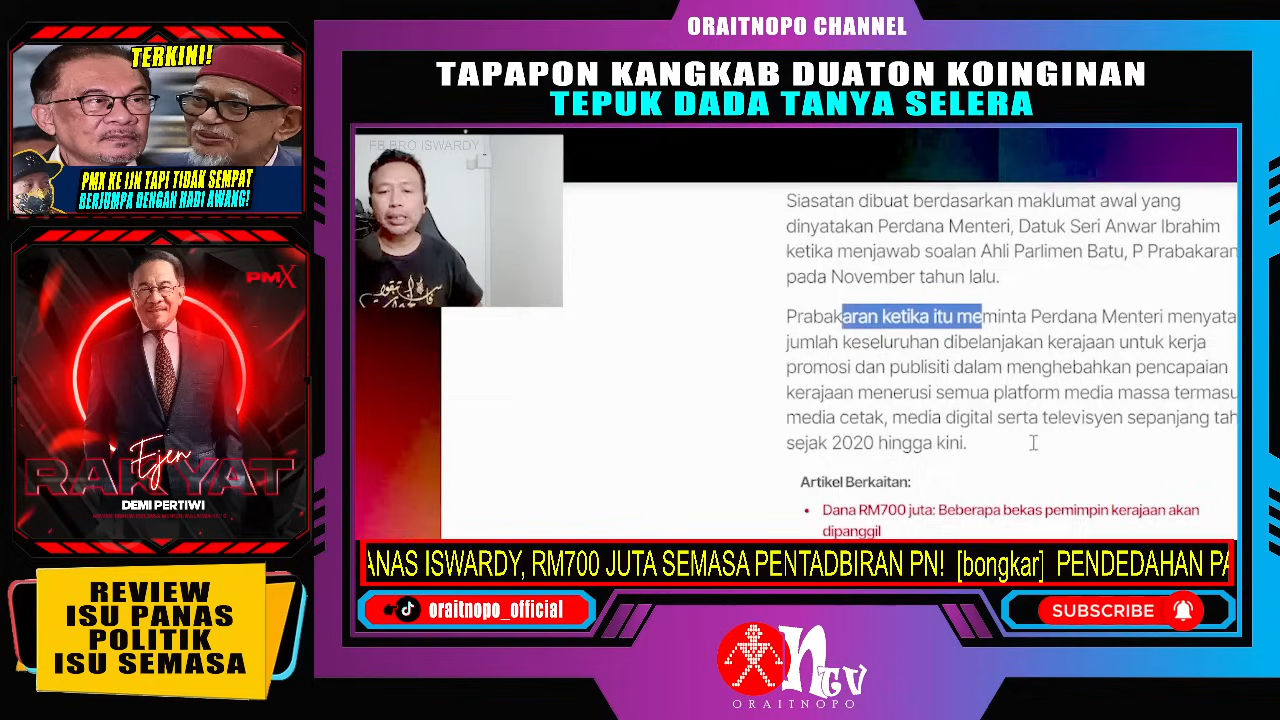 ORAITNOPO CHANNEL
TAPAPON KANGKAB DUATON KOINGINAN
TEPUK DADA TANYA SELERA
TERKINI!
PMX KE IJN TAPI TIDAK SEMPAT
BERJUMPA DENGAN HADI AWANG!
FB BRO ISWARDY
Siasatan dibuat berdasarkan maklumat awal yang
dinyatakan Perdana Menteri, Datuk Seri Anwar Ibrahim
ketika menjawab soalan Ahli Parlimen Batu, P Prabakaran
pada November tahun lalu.
Prabakaran ketika itu meminta Perdana Menteri menyata
jumlah keseluruhan dibelanjakan kerajaan untuk kerja
promosi dan publisiti dalam menghebahkan pencapaian
kerajaan menerusi semua platform media massa termasu
media cetak, media digital serta televisyen sepanjang tah
sejak 2020 hingga kini.
Artikel Berkaitan:
• Dana RM700 juta: Beberapa bekas pemimpin kerajaan akan
dipanggil
PMX
Ejen
RAKYAT
DEMI PERTIWI
ANAS ISWARDY, RM700 JUTA SEMASA PENTADBIRAN PN! [bongkar] PENDEDAHAN PA
REVIEW
ISU PANAS
POLITIK
ISU SEMASA
oraitnopo_official
SUBSCRIBE
nTV
ORAITNOPO